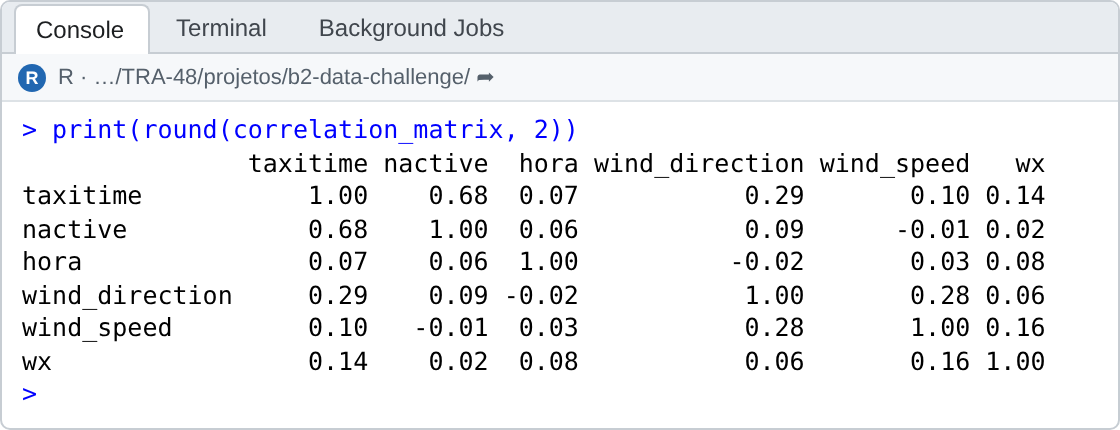 Console Terminal Background Jobs
R R · …/TRA-48/projetos/b2-data-challenge/ ➦
> print(round(correlation_matrix, 2))
               taxitime nactive  hora wind_direction wind_speed   wx
taxitime           1.00    0.68  0.07           0.29       0.10 0.14
nactive            0.68    1.00  0.06           0.09      -0.01 0.02
hora               0.07    0.06  1.00          -0.02       0.03 0.08
wind_direction     0.29    0.09 -0.02           1.00       0.28 0.06
wind_speed         0.10   -0.01  0.03           0.28       1.00 0.16
wx                 0.14    0.02  0.08           0.06       0.16 1.00
>